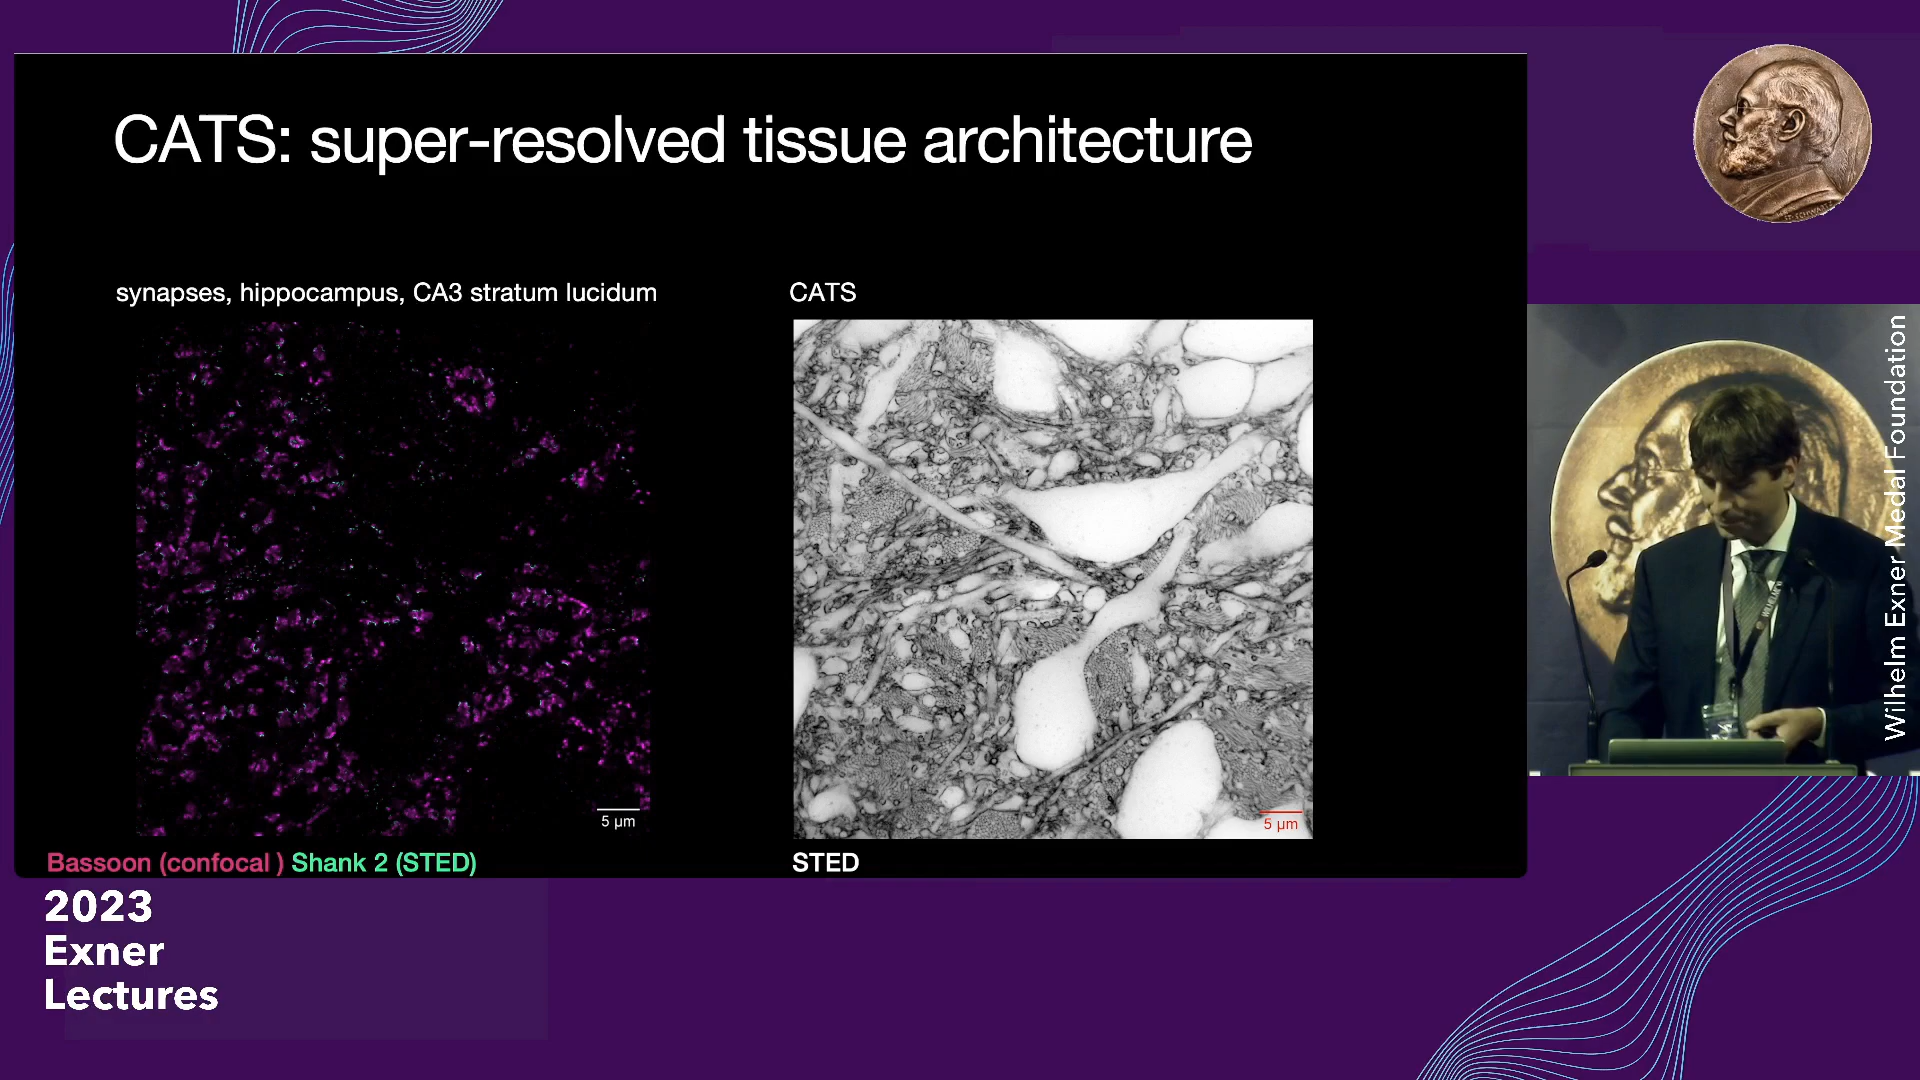 CATS: super-resolved tissue architecture
synapses, hippocampus, CA3 stratum lucidum
CATS
5 µm
5 µm
Bassoon (confocal ) Shank 2 (STED)
STED
2023
Exner
Lectures
Wilhelm Exner Medal Foundation